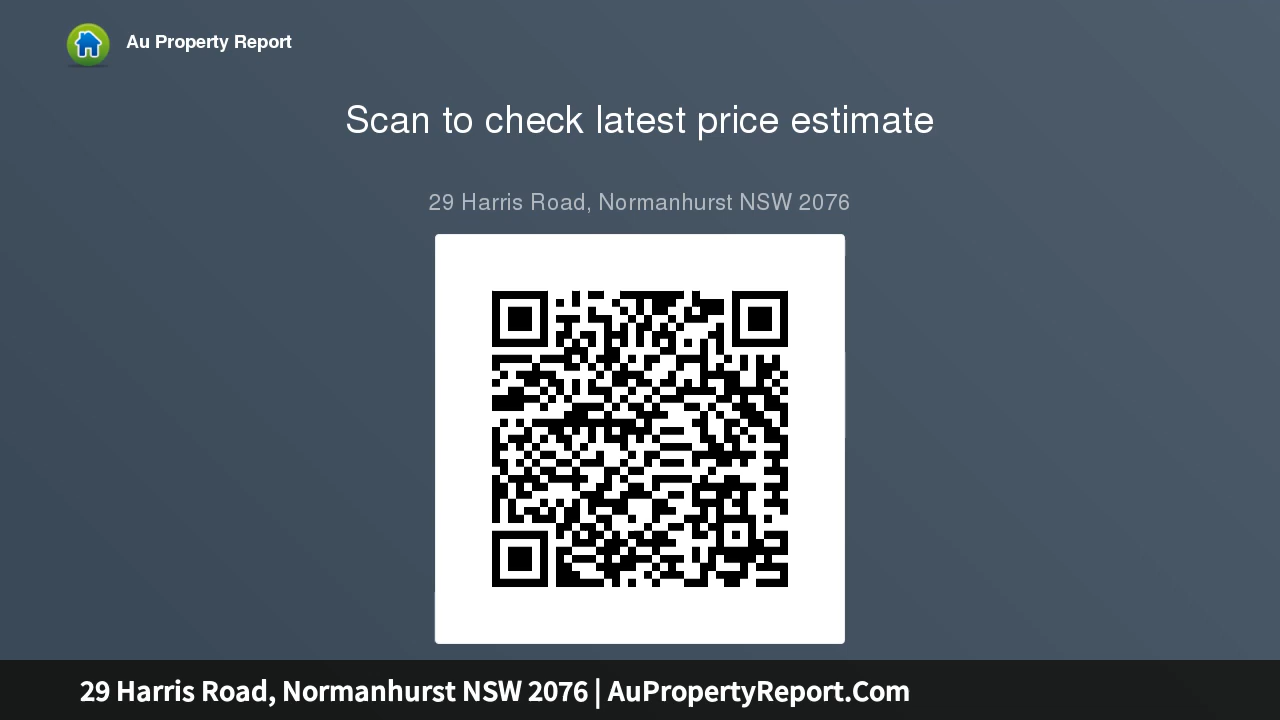 Au Property Report
Scan to check latest price estimate
29 Harris Road, Normanhurst NSW 2076
29 Harris Road, Normanhurst NSW 2076 | AuPropertyReport.Com